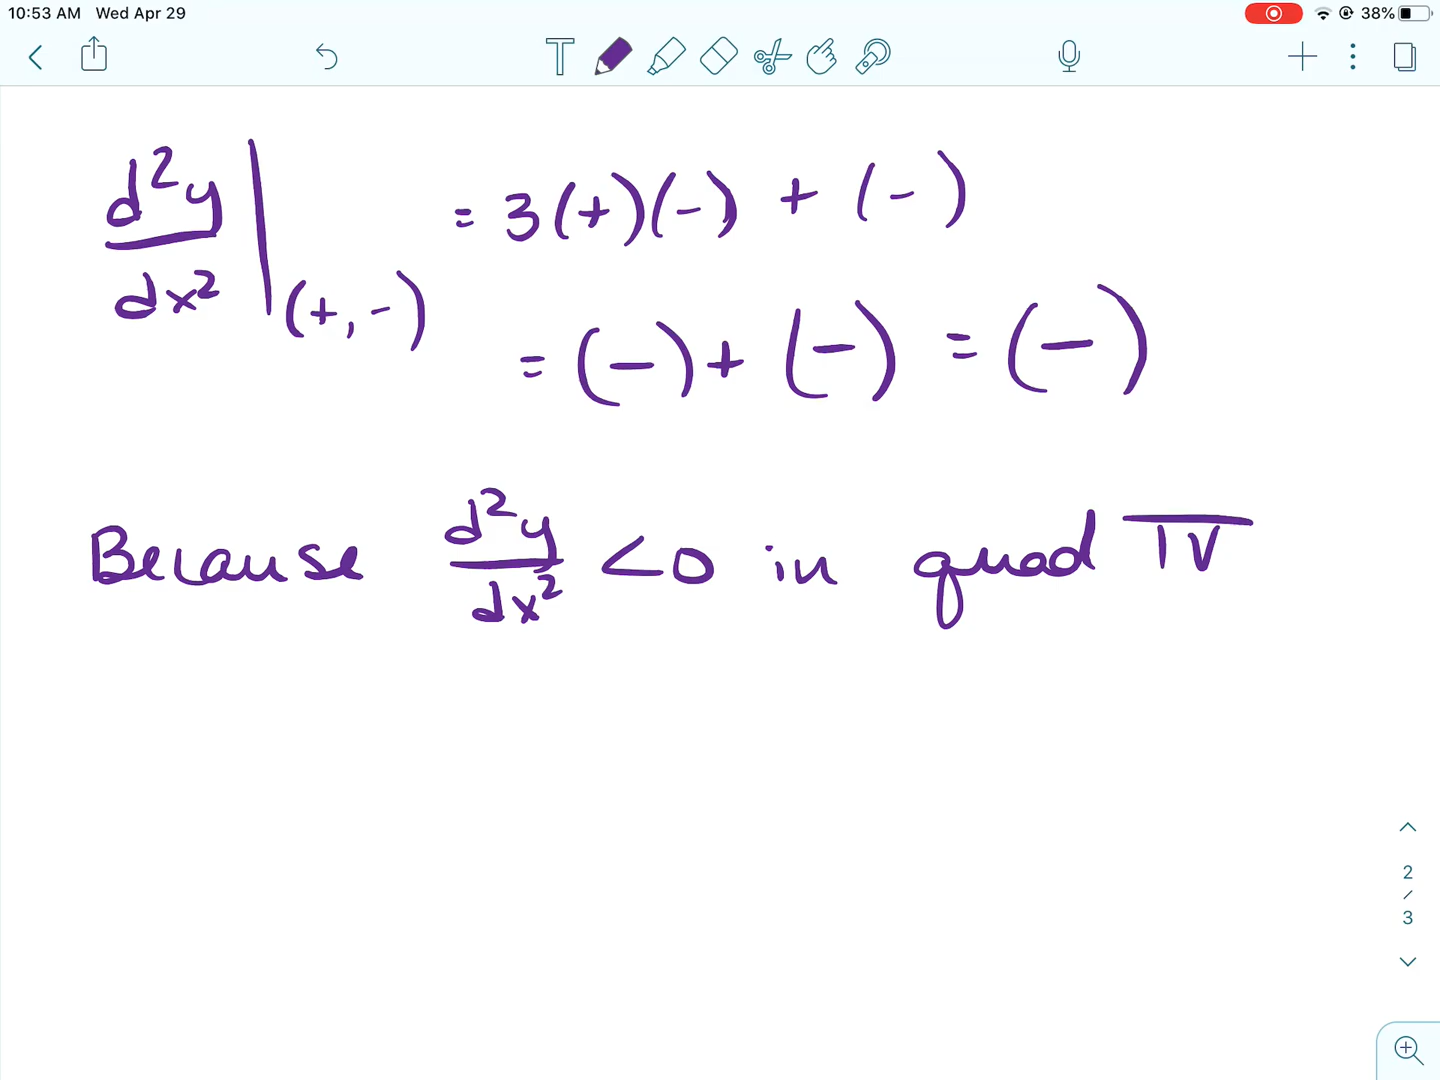 10:53 AM Wed Apr 29 38%
T
d²y/dx² |(+,-) = 3(+)(-) + (-)
= (-) + (-) = (-)
Because d²y/dx² <0 in quad IV
2
/
3